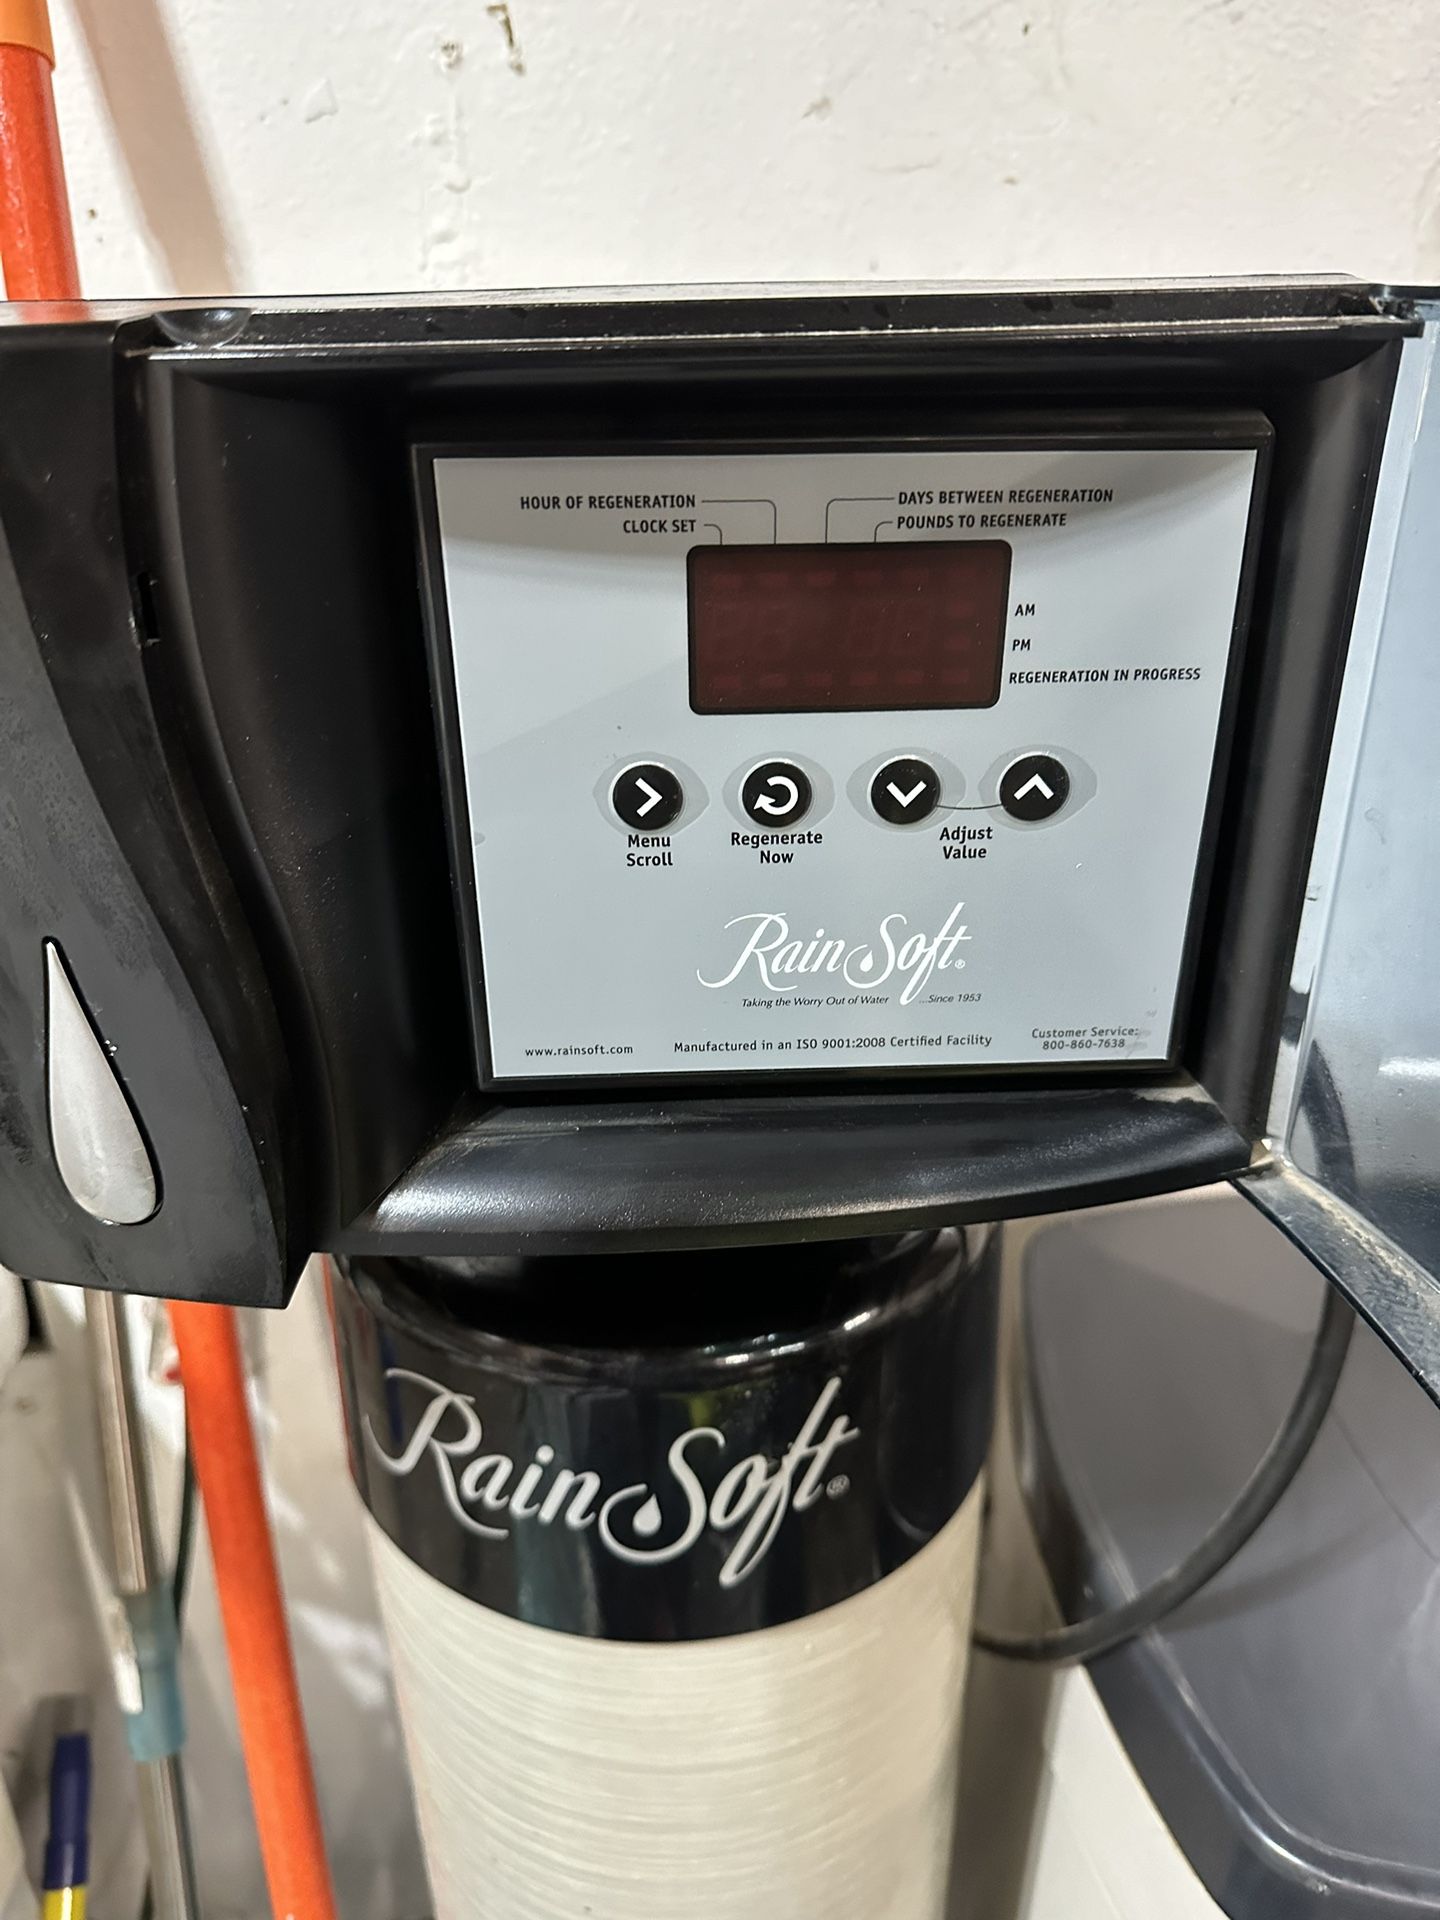 HOUR OF REGENERATION
CLOCK SET
DAYS BETWEEN REGENERATION
POUNDS TO REGENERATE
AM
PM
REGENERATION IN PROGRESS
Menu
Scroll
Regenerate
Now
Adjust
Value
RainSoft®
Taking the Worry Out of Water ...Since 1953
www.rainsoft.com
Manufactured in an ISO 9001:2008 Certified Facility
Customer Service:
800-860-7638
RainSoft®